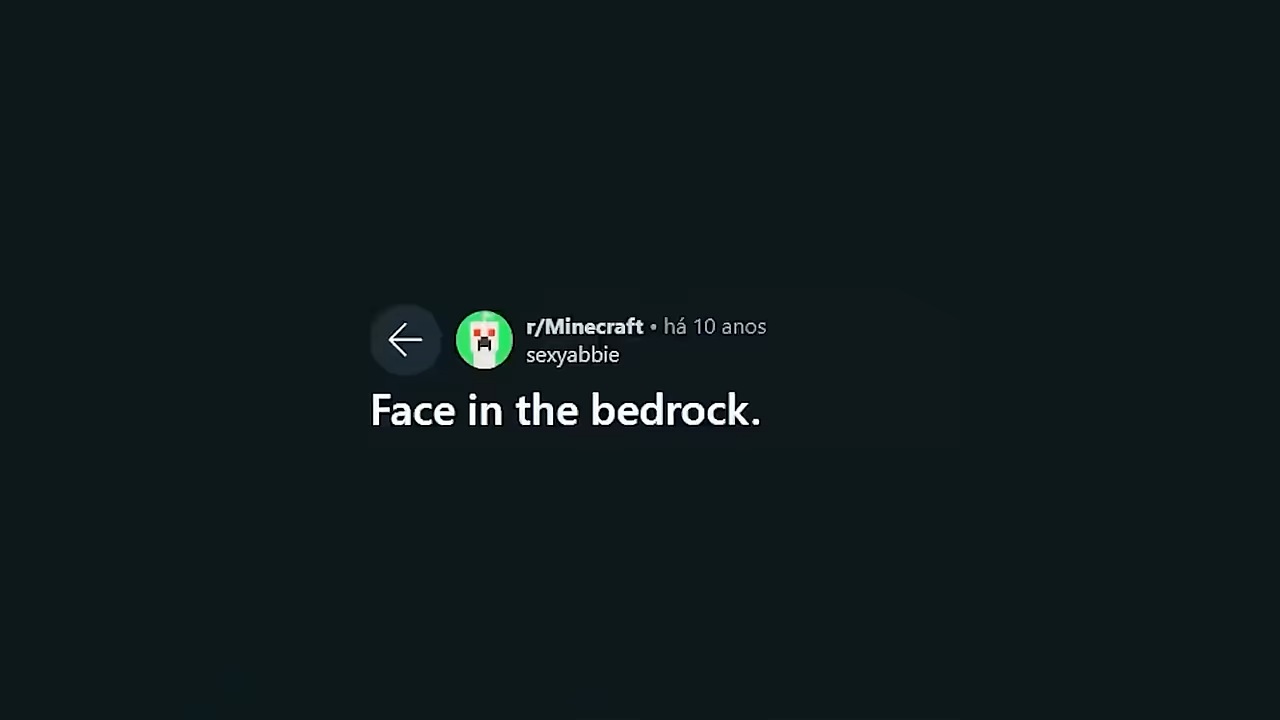 r/Minecraft • há 10 anos
sexyabbie
Face in the bedrock.